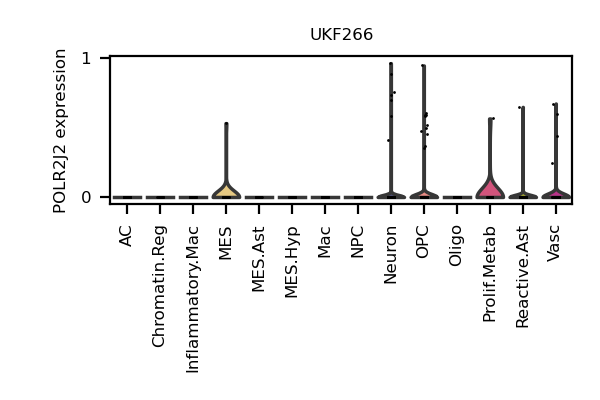 UKF266
POLR2J2 expression
1
0
AC
Chromatin.Reg
Inflammatory.Mac
MES
MES.Ast
MES.Hyp
Mac
NPC
Neuron
OPC
Oligo
Prolif.Metab
Reactive.Ast
Vasc